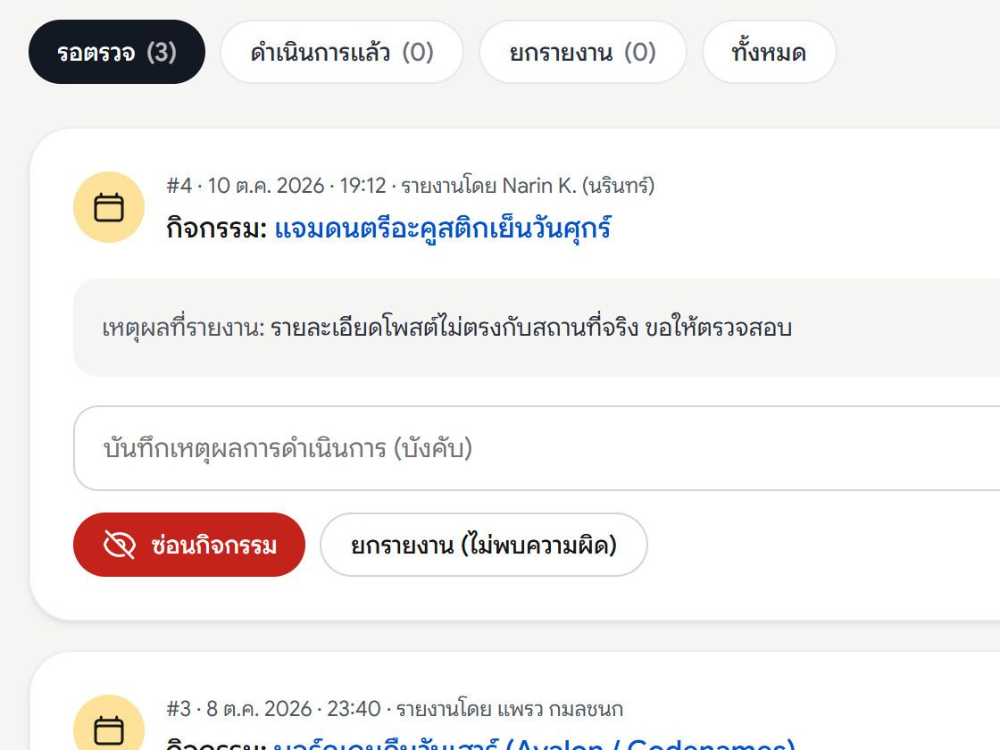 รอตรวจ (3) ดำเนินการแล้ว (0) ยกรายงาน (0) ทั้งหมด
#4 · 10 ต.ค. 2026 · 19:12 · รายงานโดย Narin K. (นรินทร์)
กิจกรรม: แจมดนตรีอะคูสติกเย็นวันศุกร์
เหตุผลที่รายงาน: รายละเอียดโพสต์ไม่ตรงกับสถานที่จริง ขอให้ตรวจสอบ
บันทึกเหตุผลการดำเนินการ (บังคับ)
ซ่อนกิจกรรม ยกรายงาน (ไม่พบความผิด)
#3 · 8 ต.ค. 2026 · 23:40 · รายงานโดย แพรว กมลชนก
กิจกรรม: บอร์ดเกมคืนวันเสาร์ (Avalon / Codenames)